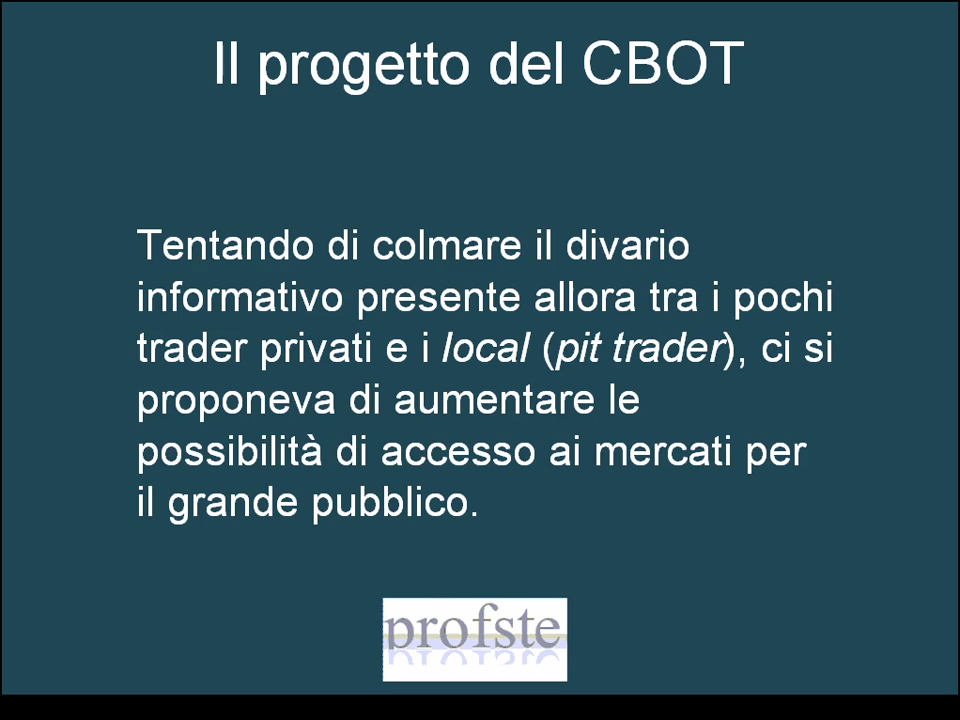 Il progetto del CBOT
Tentando di colmare il divario
informativo presente allora tra i pochi
trader privati e i local (pit trader), ci si
proponeva di aumentare le
possibilità di accesso ai mercati per
il grande pubblico.
profste